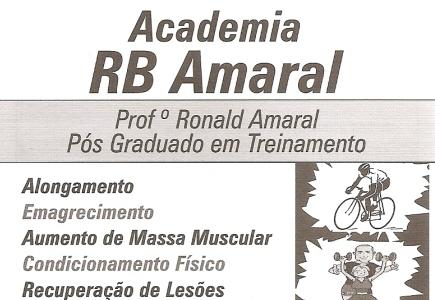 Academia
RB Amaral
Prof º Ronald Amaral
Pós Graduado em Treinamento
Alongamento
Emagrecimento
Aumento de Massa Muscular
Condicionamento Físico
Recuperação de Lesões